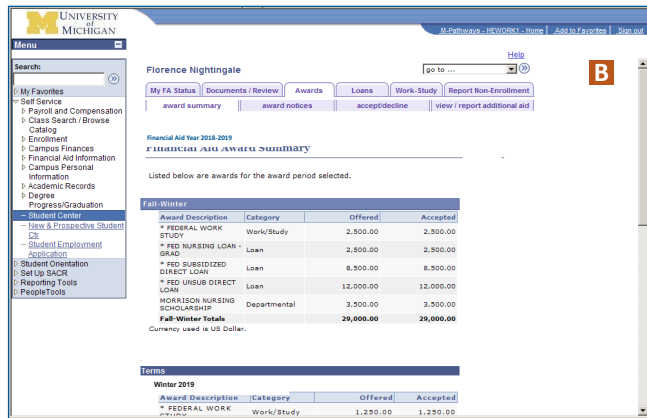 UNIVERSITY
OF
MICHIGAN
M-Pathways - HEWORK1 - Home | Add to Favorites | Sign out
Menu
Search:
My Favorites
Self Service
Payroll and Compensation
Class Search / Browse
Catalog
Enrollment
Campus Finances
Financial Aid Information
Campus Personal
Information
Academic Records
Degree
Progress/Graduation
– Student Center
– New & Prospective Student
Ctr
– Student Employment
Application
Student Orientation
Set Up SACR
Reporting Tools
PeopleTools
Help
Florence Nightingale
go to ...
B
My FA Status Documents / Review Awards Loans Work-Study Report Non-Enrollment
award summary award notices accept/decline view / report additional aid
Financial Aid Year 2018-2019
Financial Aid Award Summary
Listed below are awards for the award period selected.
Fall-Winter
Award Description Category Offered Accepted
* FEDERAL WORK
STUDY Work/Study 2,500.00 2,500.00
* FED NURSING LOAN -
GRAD Loan 2,500.00 2,500.00
* FED SUBSIDIZED
DIRECT LOAN Loan 8,500.00 8,500.00
* FED UNSUB DIRECT
LOAN Loan 12,000.00 12,000.00
MORRISON NURSING
SCHOLARSHIP Departmental 3,500.00 3,500.00
Fall-Winter Totals 29,000.00 29,000.00
Currency used is US Dollar.
Terms
Winter 2019
Award Description Category Offered Accepted
* FEDERAL WORK
STUDY Work/Study 1,250.00 1,250.00